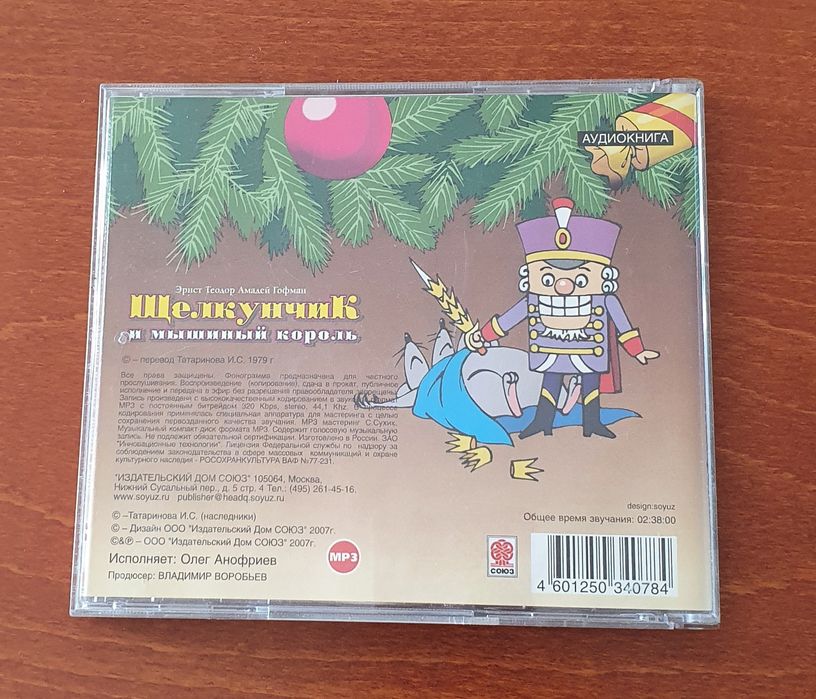 АУДИОКНИГА
Эрнст Теодор Амадей Гофман
Щелкунчик
и мышиный король
© – перевод Татаринова И.С. 1979 г
Все права защищены. Фонограмма предназначена для частного
прослушивания. Воспроизведение (копирование), сдача в прокат, публичное
исполнение и передача в эфир без разрешения правообладателя запрещены.
Запись произведена с высококачественным кодированием в звуковой формат
MP3 с постоянным битрейдом 320 Kbps, stereo, 44,1 Khz. В процессе
кодирования применялась специальная аппаратура для мастеринга с целью
сохранения первозданного качества звучания. MP3 мастеринг С.Сухих.
Музыкальный компакт диск формата MP3. Содержит голосовую музыкальную
запись. Не подлежит обязательной сертификации. Изготовлено в России. ЗАО
"Инновационные технологии". Лицензия Федеральной службы по надзору за
соблюдением законодательства в сфере массовых коммуникаций и охране
культурного наследия - РОСОХРАНКУЛЬТУРА ВАФ №77-231.
"ИЗДАТЕЛЬСКИЙ ДОМ СОЮЗ" 105064, Москва,
Нижний Сусальный пер., д. 5 стр. 4 Тел.: (495) 261-45-16.
www.soyuz.ru publisher@headq.soyuz.ru
© –Татаринова И.С. (наследники)
© – Дизайн ООО "Издательский Дом СОЮЗ" 2007г.
©&℗ – ООО "Издательский Дом СОЮЗ" 2007г.
Исполняет: Олег Анофриев
Продюсер: ВЛАДИМИР ВОРОБЬЕВ
MP3
design:soyuz
Общее время звучания: 02:38:00
СОЮЗ
4 601250 340784